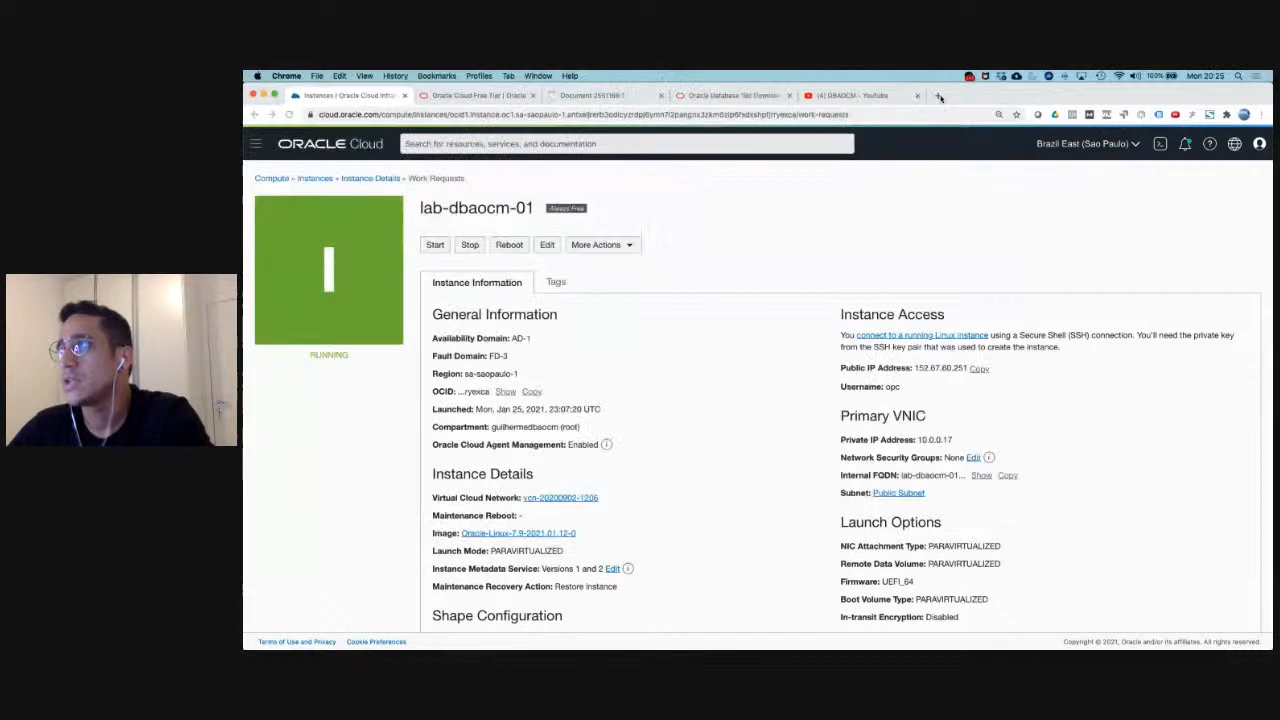 Chrome File Edit View History Bookmarks Profiles Tab Window Help 100% Mon 20:25
Instances | Oracle Cloud Infra Oracle Cloud Free Tier | Oracle Document 2551169.1 Oracle Database 19c Download (4) DBAOCM - YouTube
ORACLE Cloud Search for resources, services, and documentation Brazil East (Sao Paulo)
Compute » Instances » Instance Details » Work Requests
I
RUNNING
lab-dbaocm-01 Always Free
Start Stop Reboot Edit More Actions
Instance Information Tags
General Information
Availability Domain: AD-1
Fault Domain: FD-3
Region: sa-saopaulo-1
OCID: ...ryexca Show Copy
Launched: Mon, Jan 25, 2021, 23:07:20 UTC
Compartment: guilhermedbaocm (root)
Oracle Cloud Agent Management: Enabled
Instance Details
Virtual Cloud Network: vcn-20200902-1206
Maintenance Reboot: -
Image: Oracle-Linux-7.9-2021.01.12-0
Launch Mode: PARAVIRTUALIZED
Instance Metadata Service: Versions 1 and 2 Edit
Maintenance Recovery Action: Restore instance
Shape Configuration
Instance Access
You connect to a running Linux instance using a Secure Shell (SSH) connection. You'll need the private key
from the SSH key pair that was used to create the instance.
Public IP Address: 152.67.60.251 Copy
Username: opc
Primary VNIC
Private IP Address: 10.0.0.17
Network Security Groups: None Edit
Internal FQDN: lab-dbaocm-01... Show Copy
Subnet: Public Subnet
Launch Options
NIC Attachment Type: PARAVIRTUALIZED
Remote Data Volume: PARAVIRTUALIZED
Firmware: UEFI_64
Boot Volume Type: PARAVIRTUALIZED
In-transit Encryption: Disabled
Terms of Use and Privacy Cookie Preferences Copyright © 2021, Oracle and/or its affiliates. All rights reserved.